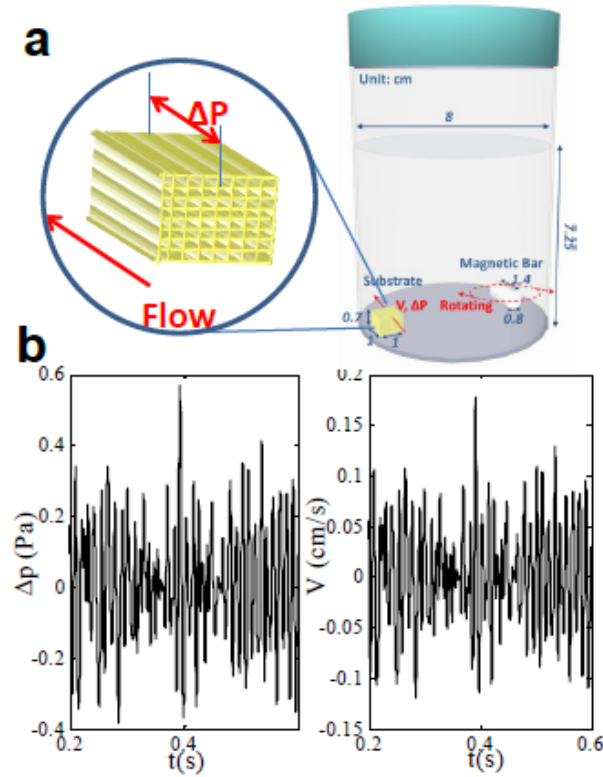 a
ΔP
Flow
Unit: cm
8
7.25
Magnetic Bar
1.4
Substrate
V, ΔP
Rotating
0.7
0.8
1
1
b
Δp (Pa)
0.6
0.4
0.2
0
-0.2
-0.4
0.2
0.4
t(s)
V (cm/s)
0.2
0.15
0.1
0.05
0
-0.05
-0.1
-0.15
0.2
0.4
0.6
t(s)